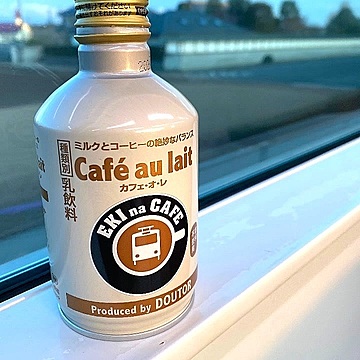 ミルクとコーヒーの絶妙なバランス
種類別 乳飲料
Café au lait
カフェ・オ・レ
EKI na CAFE
Produced by DOUTOR